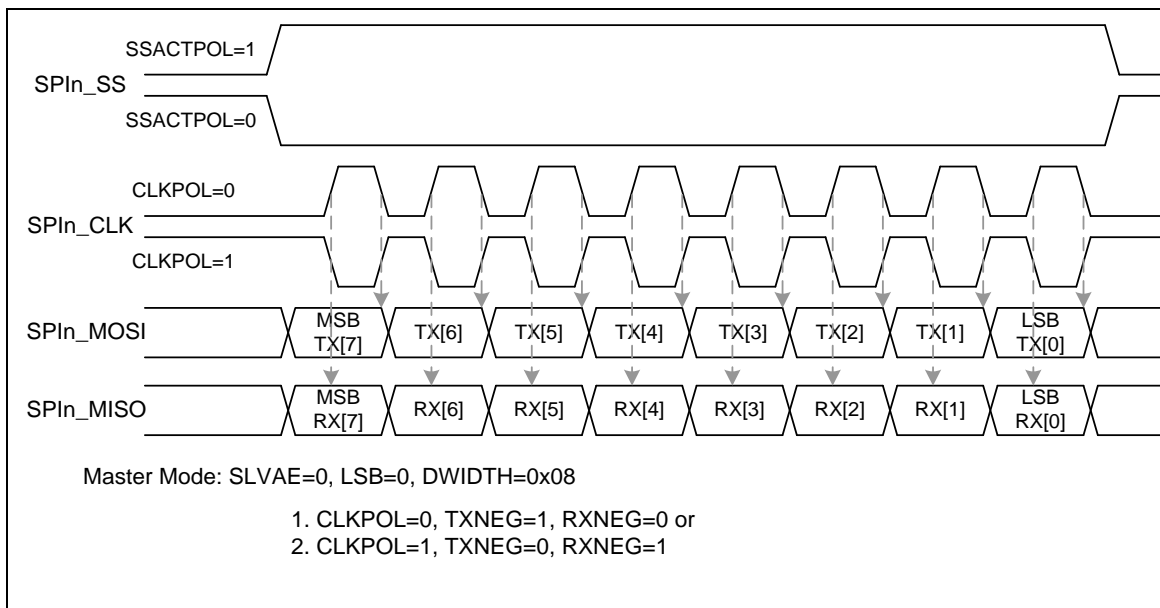 SSACTPOL=1
SPIn_SS
SSACTPOL=0
CLKPOL=0
SPIn_CLK
CLKPOL=1
SPIn_MOSI
MSB
TX[7]
TX[6]
TX[5]
TX[4]
TX[3]
TX[2]
TX[1]
LSB
TX[0]
SPIn_MISO
MSB
RX[7]
RX[6]
RX[5]
RX[4]
RX[3]
RX[2]
RX[1]
LSB
RX[0]
Master Mode: SLVAE=0, LSB=0, DWIDTH=0x08
1. CLKPOL=0, TXNEG=1, RXNEG=0 or
2. CLKPOL=1, TXNEG=0, RXNEG=1